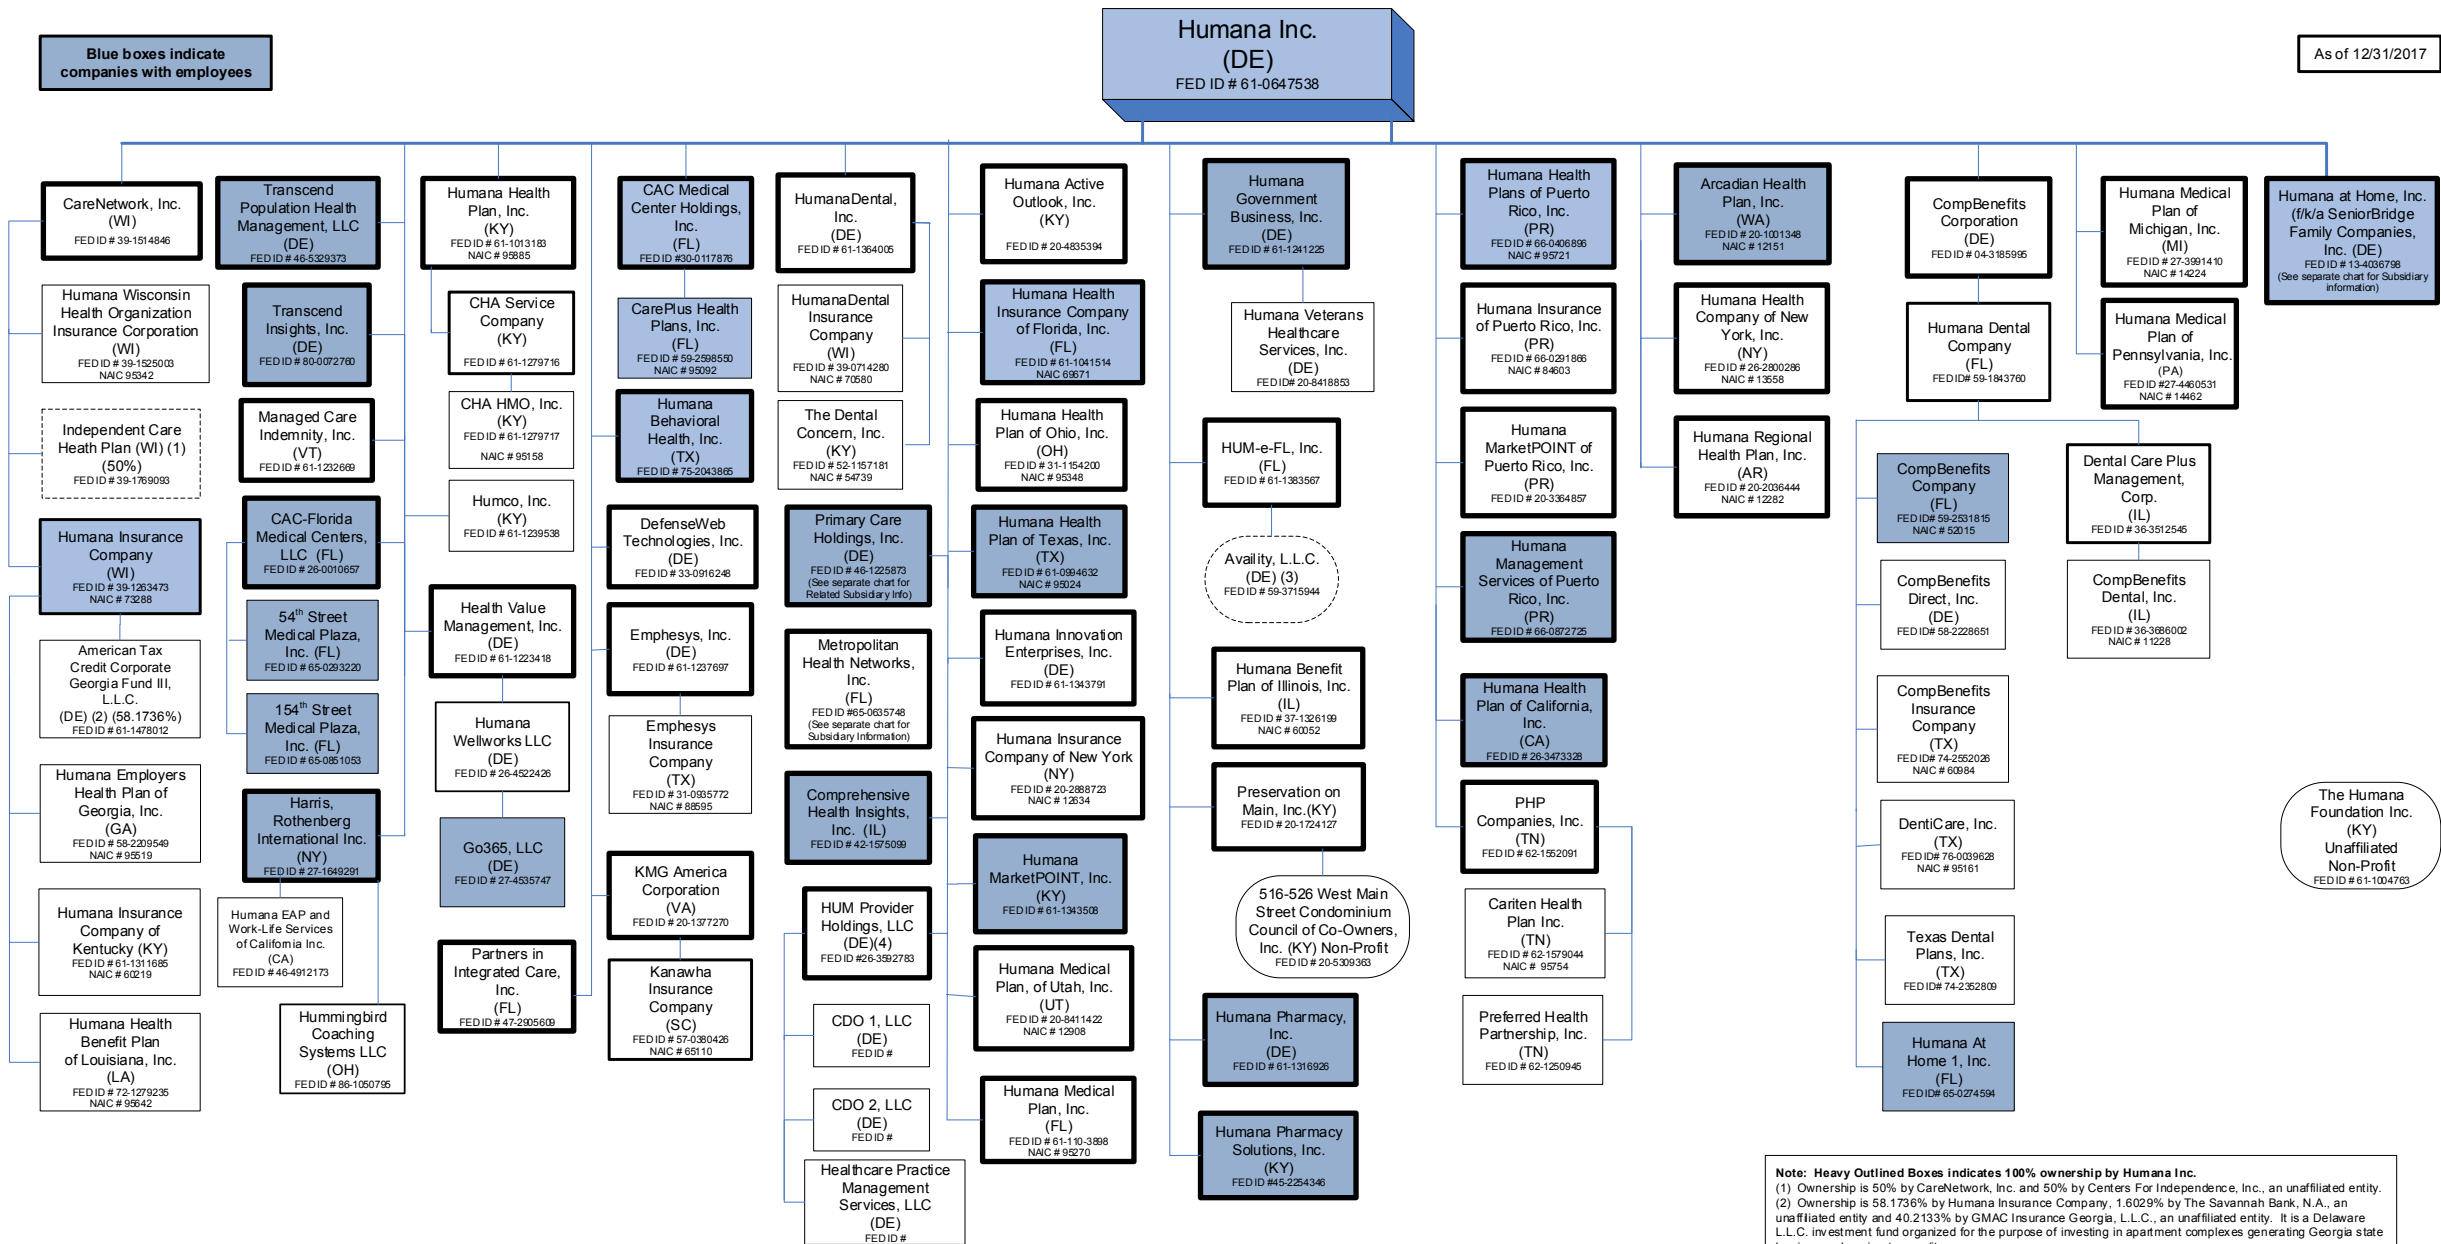 Humana Inc.
(DE)
FED ID # 61-0647538
Blue boxes indicate
companies with employees
As of 12/31/2017
CareNetwork, Inc.
(WI)
FED ID # 39-1514846
Humana Wisconsin
Health Organization
Insurance Corporation
(WI)
FED ID # 39-1525003
NAIC 95342
Independent Care
Heath Plan (WI) (1)
(50%)
FED ID # 39-1769093
Humana Insurance
Company
(WI)
FED ID # 39-1263473
NAIC # 73288
American Tax
Credit Corporate
Georgia Fund III,
L.L.C.
(DE) (2) (58.1736%)
FED ID # 61-1478012
Humana Employers
Health Plan of
Georgia, Inc.
(GA)
FED ID # 58-2209549
NAIC # 95519
Humana Insurance
Company of
Kentucky (KY)
FED ID # 61-1311685
NAIC # 60219
Humana Health
Benefit Plan
of Louisiana, Inc.
(LA)
FED ID # 72-1279235
NAIC # 95642
Transcend
Population Health
Management, LLC
(DE)
FED ID # 46-5329373
Transcend
Insights, Inc.
(DE)
FED ID # 80-0072760
Managed Care
Indemnity, Inc.
(VT)
FED ID # 61-1232669
CAC-Florida
Medical Centers,
LLC (FL)
FED ID # 26-0010657
54th Street
Medical Plaza,
Inc. (FL)
FED ID # 65-0293220
154th Street
Medical Plaza,
Inc. (FL)
FED ID # 65-0851053
Harris,
Rothenberg
International Inc.
(NY)
FED ID # 27-1649291
Humana EAP and
Work-Life Services
of California Inc.
(CA)
FED ID # 46-4912173
Hummingbird
Coaching
Systems LLC
(OH)
FED ID # 86-1050795
Humana Health
Plan, Inc.
(KY)
FED ID # 61-1013183
NAIC # 95885
CHA Service
Company
(KY)
FED ID # 61-1279716
CHA HMO, Inc.
(KY)
FED ID # 61-1279717
NAIC # 95158
Humco, Inc.
(KY)
FED ID # 61-1239538
Health Value
Management, Inc.
(DE)
FED ID # 61-1223418
Humana
Wellworks LLC
(DE)
FED ID # 26-4522426
Go365, LLC
(DE)
FED ID # 27-4535747
Partners in
Integrated Care,
Inc.
(FL)
FED ID # 47-2905609
CAC Medical
Center Holdings,
Inc.
(FL)
FED ID #30-0117876
CarePlus Health
Plans, Inc.
(FL)
FED ID # 59-2598550
NAIC # 95092
Humana
Behavioral
Health, Inc.
(TX)
FED ID # 75-2043865
DefenseWeb
Technologies, Inc.
(DE)
FED ID # 33-0916248
Emphesys, Inc.
(DE)
FED ID # 61-1237697
Emphesys
Insurance
Company
(TX)
FED ID # 31-0935772
NAIC # 88595
KMG America
Corporation
(VA)
FED ID # 20-1377270
Kanawha
Insurance
Company
(SC)
FED ID # 57-0380426
NAIC # 65110
HumanaDental,
Inc.
(DE)
FED ID # 61-1364005
HumanaDental
Insurance
Company
(WI)
FED ID # 39-0714280
NAIC # 70580
The Dental
Concern, Inc.
(KY)
FED ID # 52-1157181
NAIC # 54739
Primary Care
Holdings, Inc.
(DE)
FED ID # 46-1225873
(See separate chart for
Related Subsidiary Info)
Metropolitan
Health Networks,
Inc.
(FL)
FED ID #65-0635748
(See separate chart for
Subsidiary Information)
Comprehensive
Health Insights,
Inc. (IL)
FED ID # 42-1575099
HUM Provider
Holdings, LLC
(DE)(4)
FED ID #26-3592783
CDO 1, LLC
(DE)
FED ID #
CDO 2, LLC
(DE)
FED ID #
Healthcare Practice
Management
Services, LLC
(DE)
FED ID #
Humana Active
Outlook, Inc.
(KY)
FED ID # 20-4835394
Humana Health
Insurance Company
of Florida, Inc.
(FL)
FED ID # 61-1041514
NAIC 69671
Humana Health
Plan of Ohio, Inc.
(OH)
FED ID # 31-1154200
NAIC # 95348
Humana Health
Plan of Texas, Inc.
(TX)
FED ID # 61-0994632
NAIC # 95024
Humana Innovation
Enterprises, Inc.
(DE)
FED ID # 61-1343791
Humana Insurance
Company of New York
(NY)
FED ID # 20-2888723
NAIC # 12634
Humana
MarketPOINT, Inc.
(KY)
FED ID # 61-1343508
Humana Medical
Plan, of Utah, Inc.
(UT)
FED ID # 20-8411422
NAIC # 12908
Humana Medical
Plan, Inc.
(FL)
FED ID # 61-110-3898
NAIC # 95270
Humana
Government
Business, Inc.
(DE)
FED ID # 61-1241225
Humana Veterans
Healthcare
Services, Inc.
(DE)
FED ID# 20-8418853
HUM-e-FL, Inc.
(FL)
FED ID # 61-1383567
Availity, L.L.C.
(DE) (3)
FED ID # 59-3715944
Humana Benefit
Plan of Illinois, Inc.
(IL)
FED ID # 37-1326199
NAIC # 60052
Preservation on
Main, Inc.(KY)
FED ID # 20-1724127
516-526 West Main
Street Condominium
Council of Co-Owners,
Inc. (KY) Non-Profit
FED ID # 20-5309363
Humana Pharmacy,
Inc.
(DE)
FED ID # 61-1316926
Humana Pharmacy
Solutions, Inc.
(KY)
FED ID #45-2254346
Humana Health
Plans of Puerto
Rico, Inc.
(PR)
FED ID # 66-0406896
NAIC # 95721
Humana Insurance
of Puerto Rico, Inc.
(PR)
FED ID # 66-0291866
NAIC # 84603
Humana
MarketPOINT of
Puerto Rico, Inc.
(PR)
FED ID # 20-3364857
Humana
Management
Services of Puerto
Rico, Inc.
(PR)
FED ID # 66-0872725
Humana Health
Plan of California,
Inc.
(CA)
FED ID # 26-3473328
PHP
Companies, Inc.
(TN)
FED ID # 62-1552091
Cariten Health
Plan Inc.
(TN)
FED ID # 62-1579044
NAIC # 95754
Preferred Health
Partnership, Inc.
(TN)
FED ID # 62-1250945
Arcadian Health
Plan, Inc.
(WA)
FED ID # 20-1001348
NAIC # 12151
Humana Health
Company of New
York, Inc.
(NY)
FED ID # 26-2800286
NAIC # 13558
Humana Regional
Health Plan, Inc.
(AR)
FED ID # 20-2036444
NAIC # 12282
CompBenefits
Corporation
(DE)
FED ID # 04-3185995
Humana Dental
Company
(FL)
FED ID# 59-1843760
CompBenefits
Company
(FL)
FED ID# 59-2531815
NAIC # 52015
CompBenefits
Direct, Inc.
(DE)
FED ID# 58-2228651
CompBenefits
Insurance
Company
(TX)
FED ID# 74-2552026
NAIC # 60984
DentiCare, Inc.
(TX)
FED ID# 76-0039628
NAIC # 95161
Texas Dental
Plans, Inc.
(TX)
FED ID# 74-2352809
Humana At
Home 1, Inc.
(FL)
FED ID# 65-0274594
Dental Care Plus
Management,
Corp.
(IL)
FED ID # 36-3512545
CompBenefits
Dental, Inc.
(IL)
FED ID # 36-3686002
NAIC # 11228
Humana Medical
Plan of
Michigan, Inc.
(MI)
FED ID # 27-3991410
NAIC # 14224
Humana Medical
Plan of
Pennsylvania, Inc.
(PA)
FED ID #27-4460531
NAIC # 14462
Humana at Home, Inc.
(f/k/a SeniorBridge
Family Companies,
Inc. (DE)
FED ID # 13-4036798
(See separate chart for Subsidiary
information)
The Humana
Foundation Inc.
(KY)
Unaffiliated
Non-Profit
FED ID # 61-1004763
Note: Heavy Outlined Boxes indicates 100% ownership by Humana Inc.
(1) Ownership is 50% by CareNetwork, Inc. and 50% by Centers For Independence, Inc., an unaffiliated entity.
(2) Ownership is 58.1736% by Humana Insurance Company, 1.6029% by The Savannah Bank, N.A., an
unaffiliated entity and 40.2133% by GMAC Insurance Georgia, L.L.C., an unaffiliated entity. It is a Delaware
L.L.C. investment fund organized for the purpose of investing in apartment complexes generating Georgia state